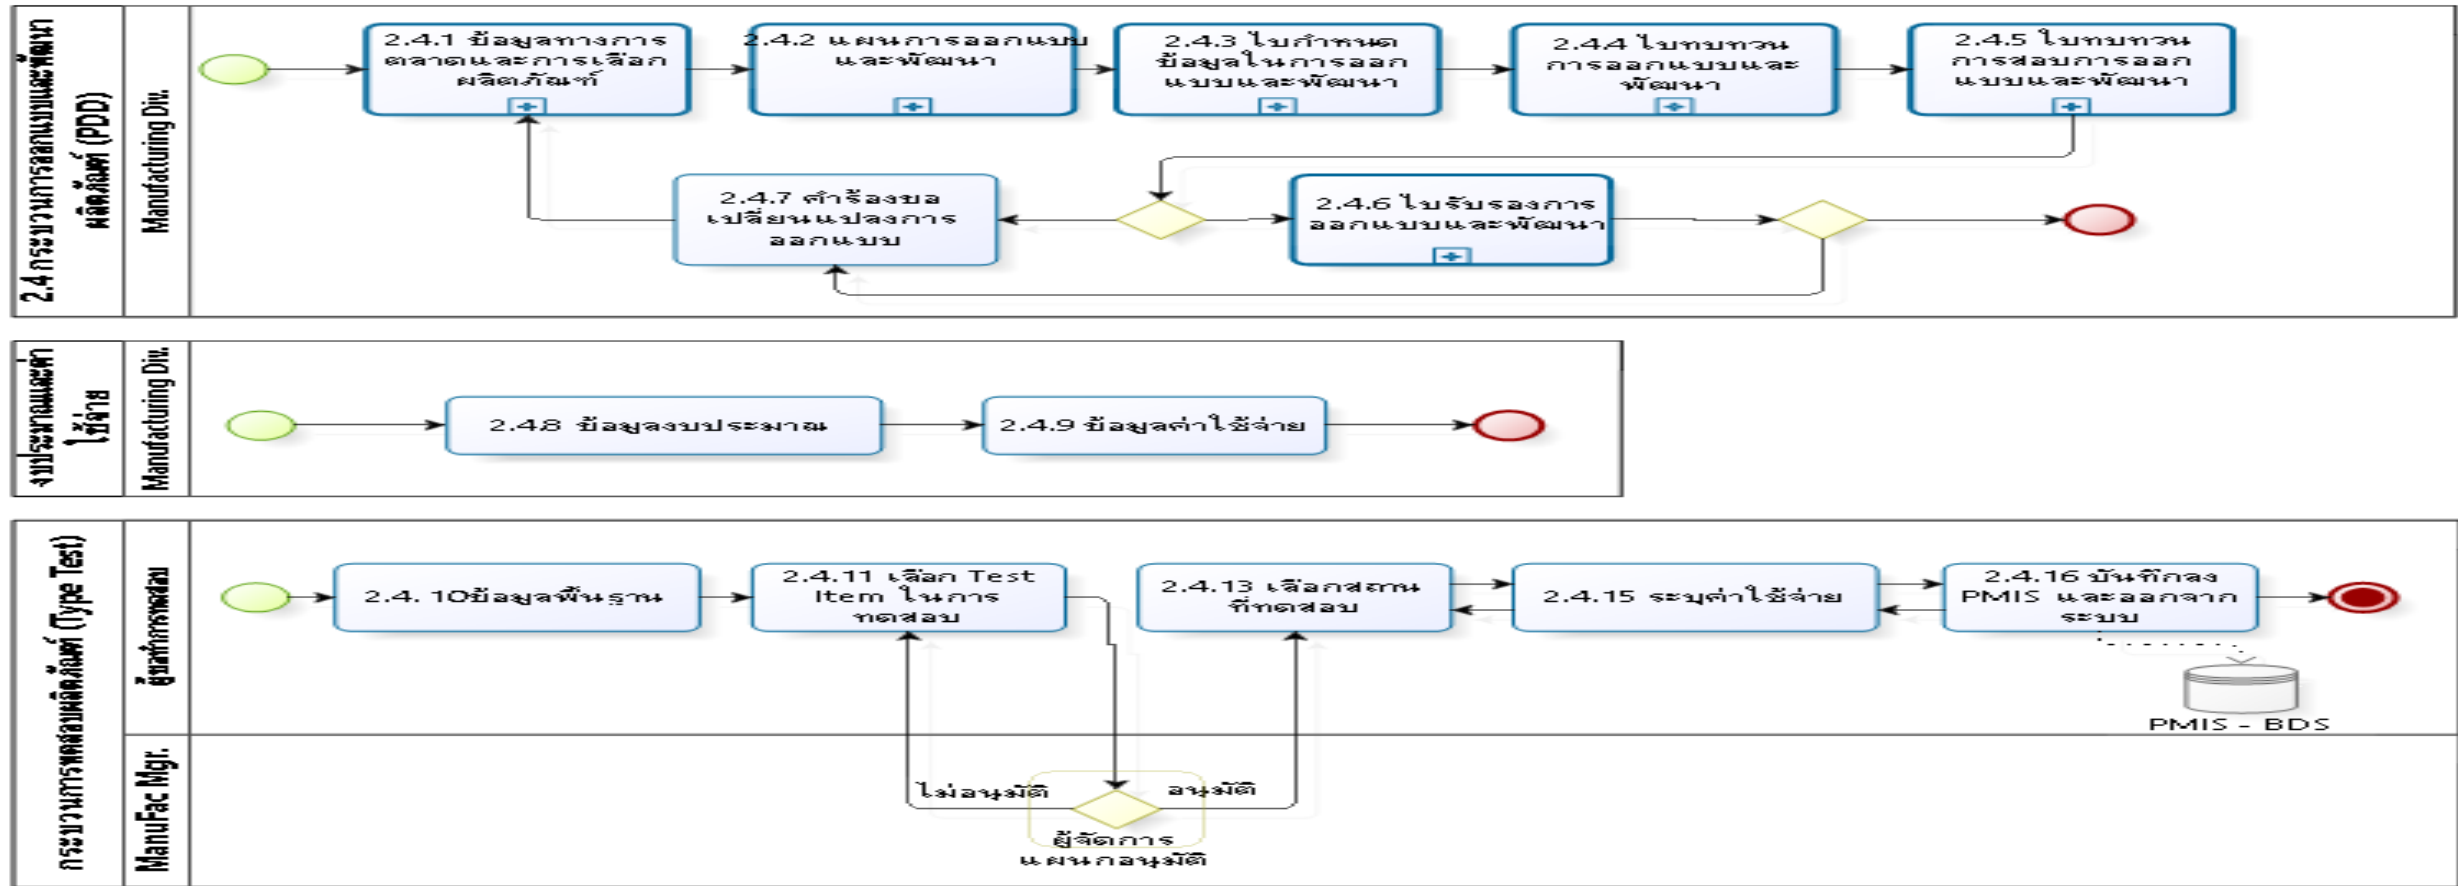 2.4 กระบวนการออกแบบและพัฒนา
ผลิตภัณฑ์ (PDD)
Manufacturing Div.
2.4.1 ข้อมูลทางการ
ตลาดและการเลือก
ผลิตภัณฑ์
2.4.2 แผนการออกแบบ
และพัฒนา
2.4.3 ใบกำหนด
ข้อมูลในการออก
แบบและพัฒนา
2.4.4 ใบทบทวน
การออกแบบและ
พัฒนา
2.4.5 ใบทบทวน
การสอบการออก
แบบและพัฒนา
2.4.7 คำร้องขอ
เปลี่ยนแปลงการ
ออกแบบ
2.4.6 ใบรับรองการ
ออกแบบและพัฒนา
งบประมาณและค่า
ใช้จ่าย
Manufacturing Div.
2.4.8 ข้อมูลงบประมาณ
2.4.9 ข้อมูลค่าใช้จ่าย
กระบวนการทดสอบผลิตภัณฑ์ (Type Test)
ผู้ขอทำการทดสอบ
2.4. 10ข้อมูลพื้นฐาน
2.4.11 เลือก Test
Item ในการ
ทดสอบ
2.4.13 เลือกสถาน
ที่ทดสอบ
2.4.15 ระบุค่าใช้จ่าย
2.4.16 บันทึกลง
PMIS และออกจาก
ระบบ
PMIS - BDS
ManuFac Mgr.
ไม่อนุมัติ
อนุมัติ
ผู้จัดการ
แผนกอนุมัติ